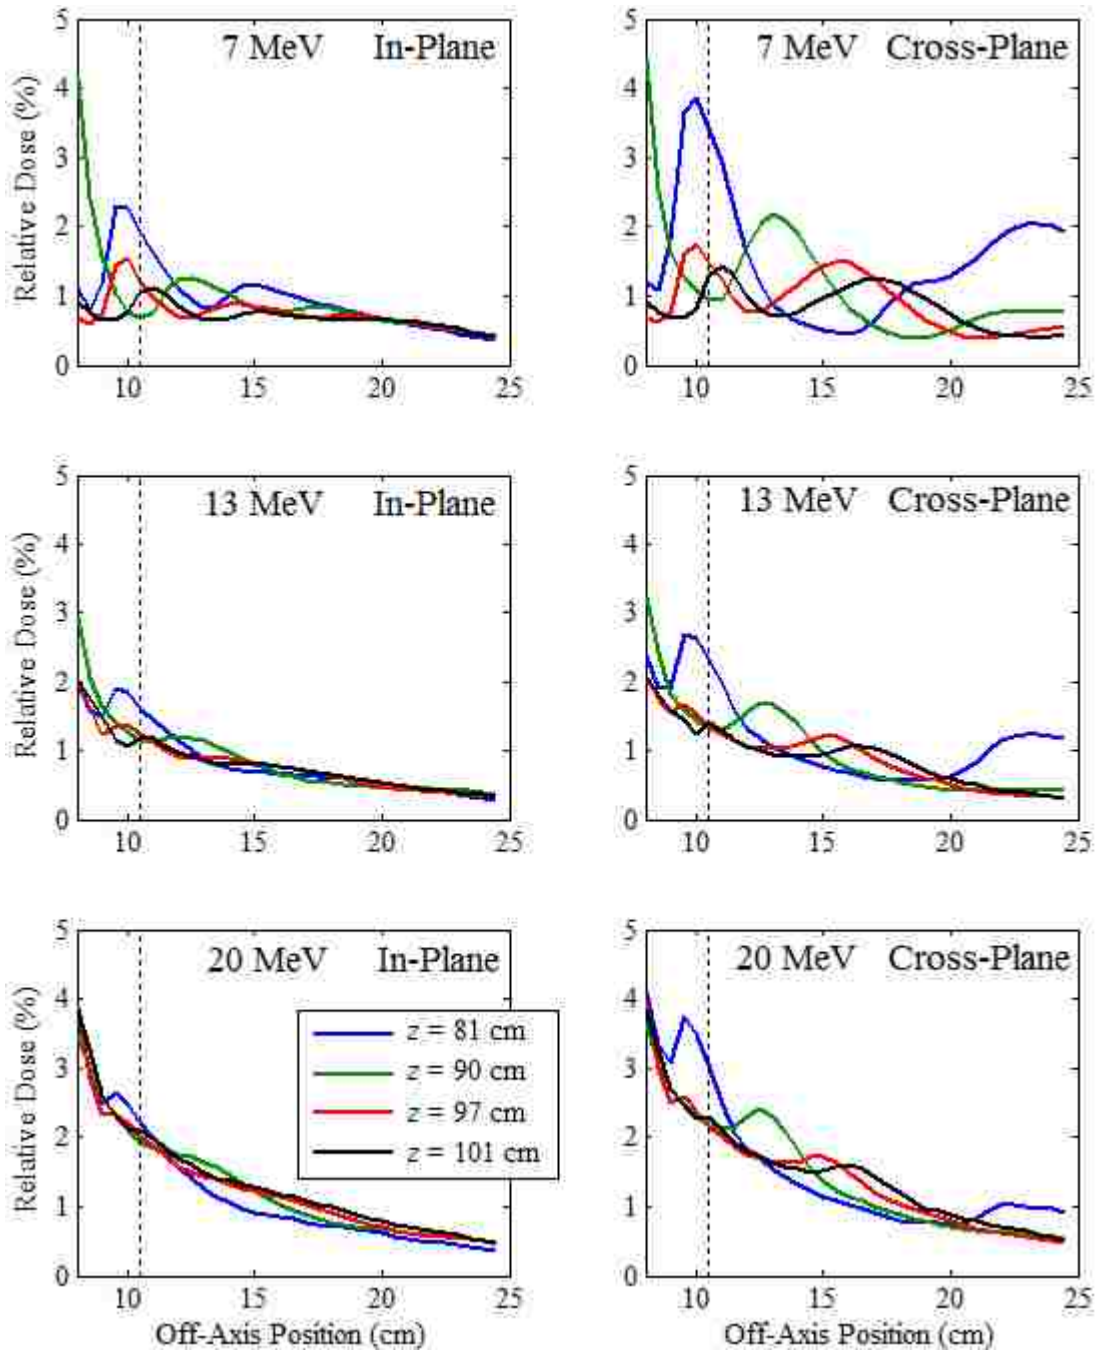 7 MeV In-Plane
Relative Dose (%)
5
4
3
2
1
0
10 15 20 25
7 MeV Cross-Plane
5
4
3
2
1
0
10 15 20 25
13 MeV In-Plane
Relative Dose (%)
5
4
3
2
1
0
10 15 20 25
13 MeV Cross-Plane
5
4
3
2
1
0
10 15 20 25
20 MeV In-Plane
Relative Dose (%)
5
4
3
2
1
0
z = 81 cm
z = 90 cm
z = 97 cm
z = 101 cm
10 15 20 25
Off-Axis Position (cm)
20 MeV Cross-Plane
5
4
3
2
1
0
10 15 20 25
Off-Axis Position (cm)